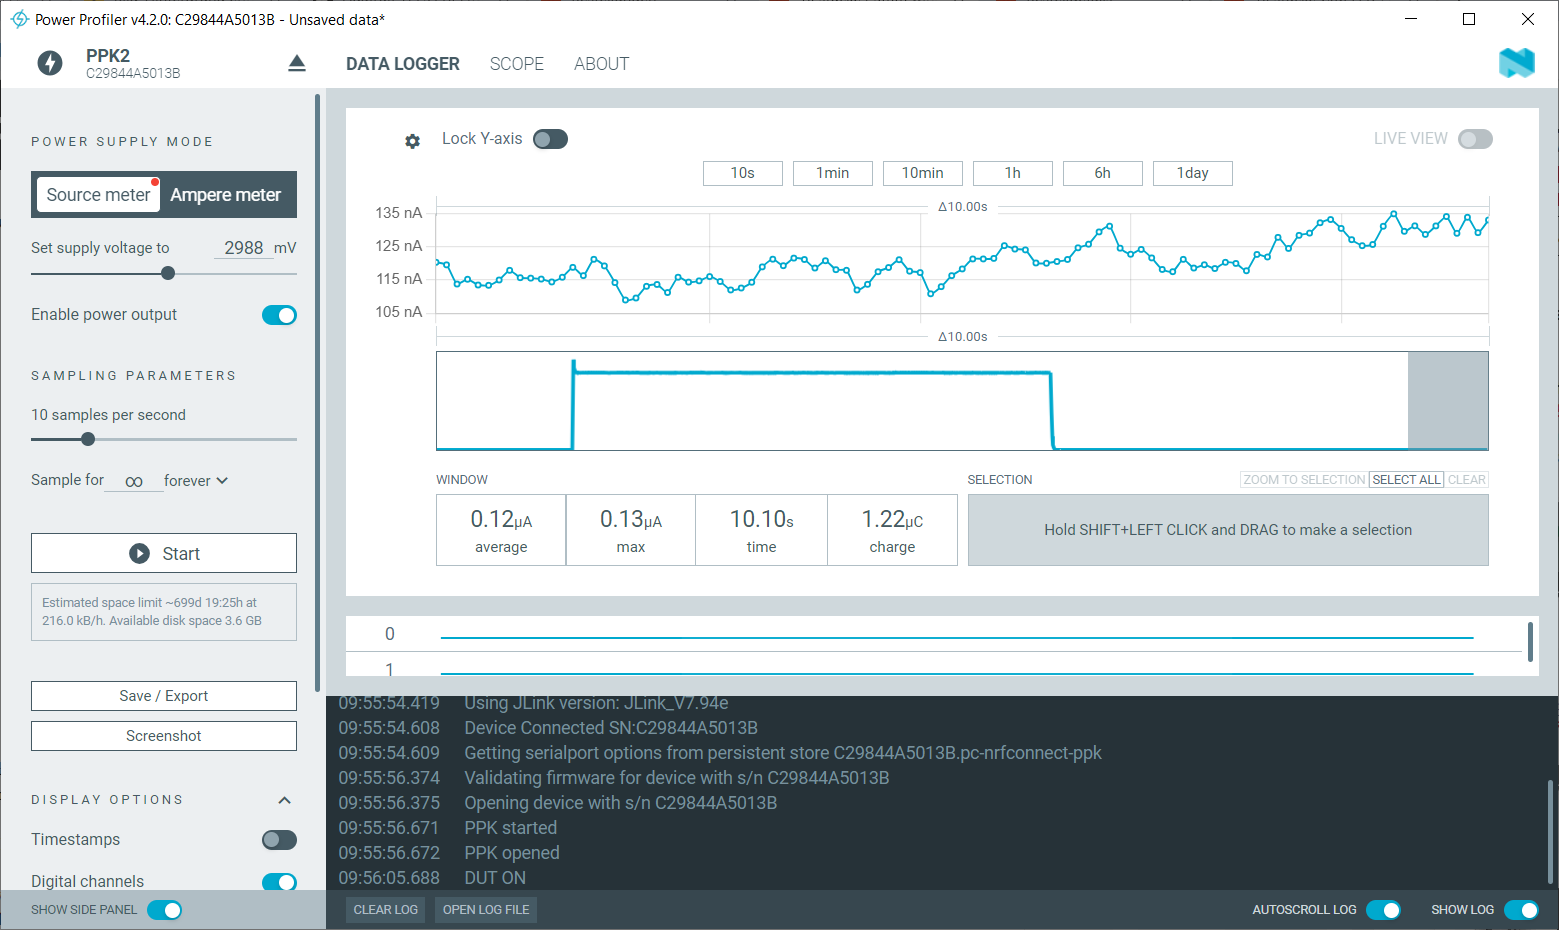 Power Profiler v4.2.0: C29844A5013B - Unsaved data*
PPK2
C29844A5013B
DATA LOGGER SCOPE ABOUT
POWER SUPPLY MODE
Source meter Ampere meter
Set supply voltage to 2988 mV
Enable power output
SAMPLING PARAMETERS
10 samples per second
Sample for ∞ forever
Start
Estimated space limit ~699d 19:25h at
216.0 kB/h. Available disk space 3.6 GB
Save / Export
Screenshot
DISPLAY OPTIONS
Timestamps
Digital channels
SHOW SIDE PANEL
Lock Y-axis
LIVE VIEW
10s 1min 10min 1h 6h 1day
Δ10.00s
135 nA
125 nA
115 nA
105 nA
Δ10.00s
WINDOW
0.12μA
average
0.13μA
max
10.10s
time
1.22μC
charge
SELECTION
ZOOM TO SELECTION SELECT ALL CLEAR
Hold SHIFT+LEFT CLICK and DRAG to make a selection
0
1
09:55:54.419 Using JLink version: JLink_V7.94e
09:55:54.608 Device Connected SN:C29844A5013B
09:55:54.609 Getting serialport options from persistent store C29844A5013B.pc-nrfconnect-ppk
09:55:56.374 Validating firmware for device with s/n C29844A5013B
09:55:56.375 Opening device with s/n C29844A5013B
09:55:56.671 PPK started
09:55:56.672 PPK opened
09:56:05.688 DUT ON
CLEAR LOG OPEN LOG FILE
AUTOSCROLL LOG SHOW LOG